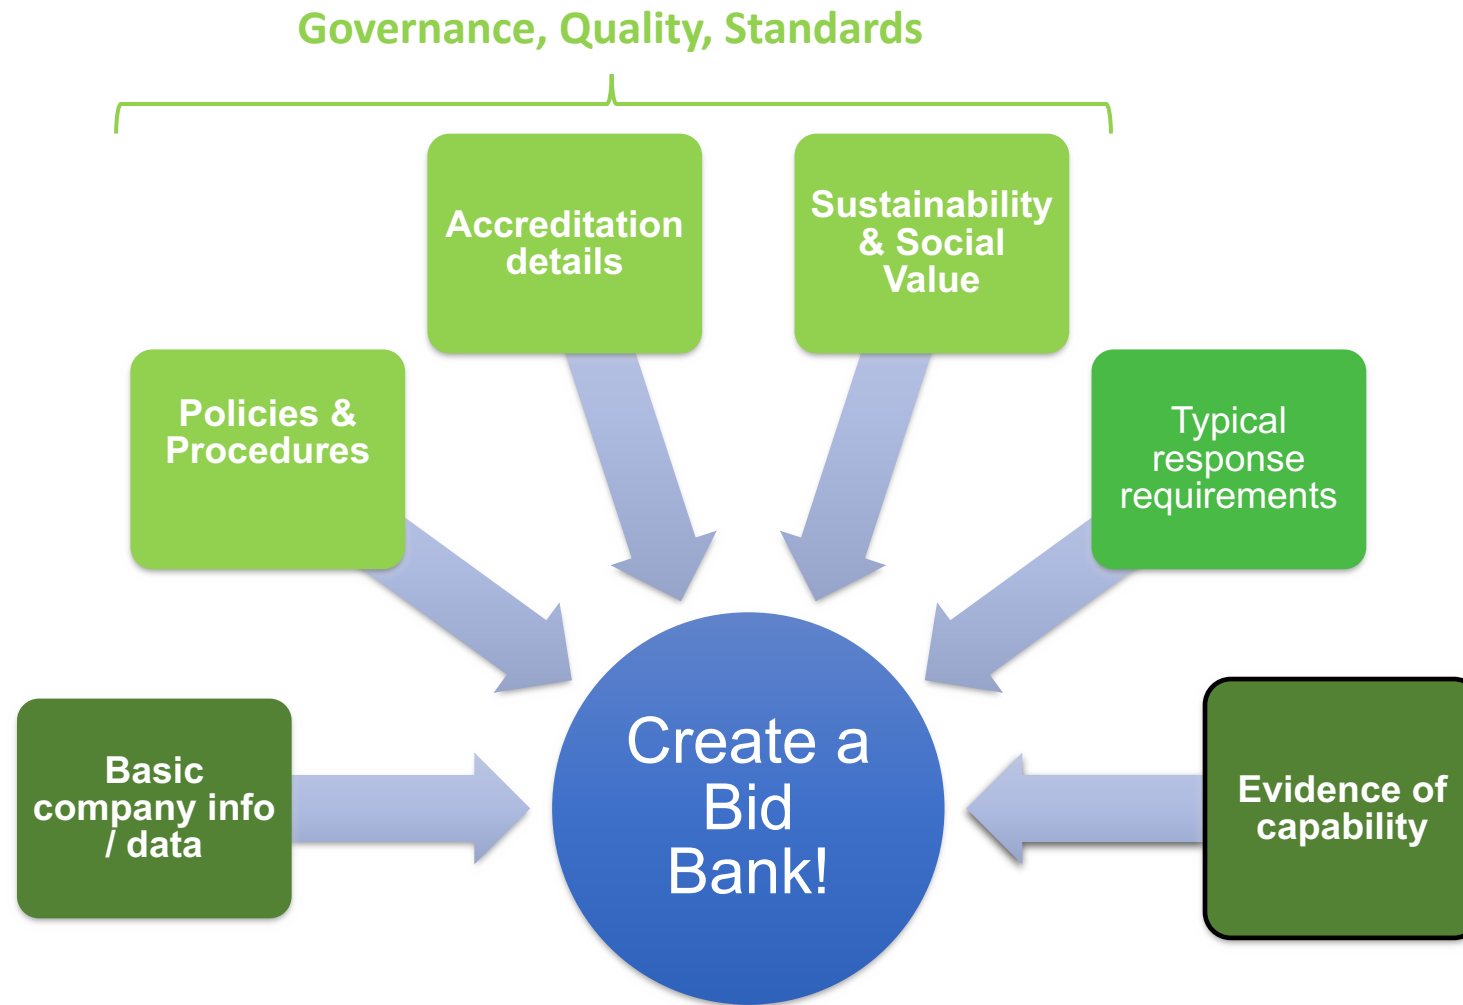 Governance, Quality, Standards
Accreditation
details
Sustainability
& Social
Value
Policies &
Procedures
Typical
response
requirements
Basic
company info
/ data
Create a
Bid
Bank!
Evidence of
capability